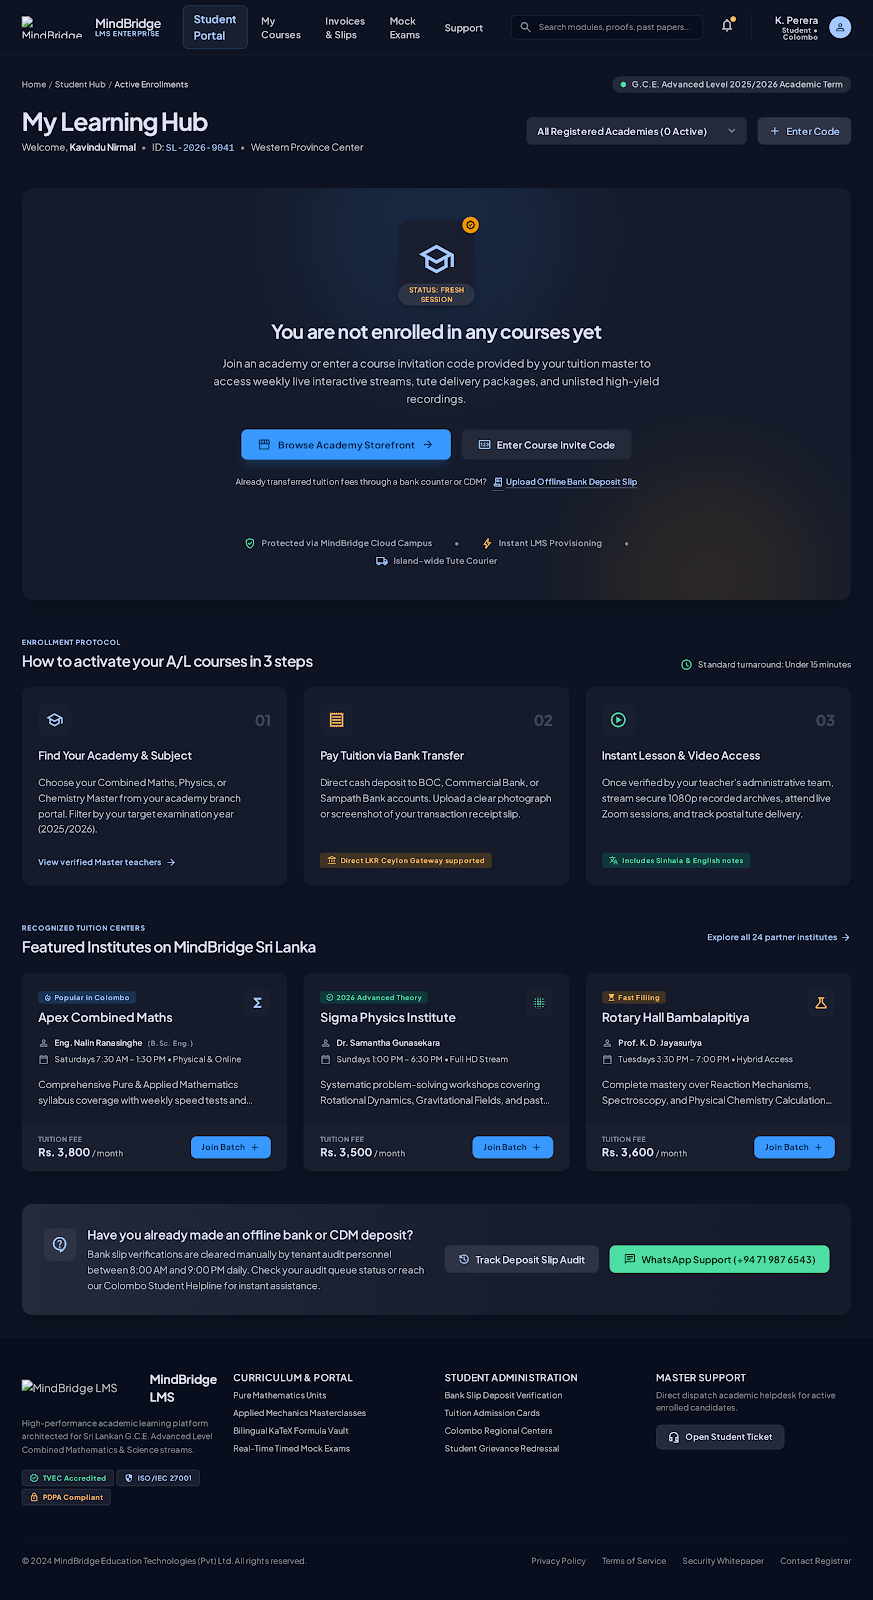 MindBridge
MindBridge
LMS ENTERPRISE
Student
Portal
My
Courses
Invoices
& Slips
Mock
Exams
Support
Search modules, proofs, past papers...
K. Perera
Student •
Colombo
Home / Student Hub / Active Enrollments
G.C.E. Advanced Level 2025/2026 Academic Term
My Learning Hub
Welcome, Kavindu Nirmal • ID: SL-2026-9041 • Western Province Center
All Registered Academies (0 Active)
Enter Code
STATUS: FRESH
SESSION
You are not enrolled in any courses yet
Join an academy or enter a course invitation code provided by your tuition master to
access weekly live interactive streams, tute delivery packages, and unlisted high-yield
recordings.
Browse Academy Storefront
Enter Course Invite Code
Already transferred tuition fees through a bank counter or CDM? Upload Offline Bank Deposit Slip
Protected via MindBridge Cloud Campus • Instant LMS Provisioning •
Island-wide Tute Courier
ENROLLMENT PROTOCOL
How to activate your A/L courses in 3 steps
Standard turnaround: Under 15 minutes
01
Find Your Academy & Subject
Choose your Combined Maths, Physics, or
Chemistry Master from your academy branch
portal. Filter by your target examination year
(2025/2026).
View verified Master teachers
02
Pay Tuition via Bank Transfer
Direct cash deposit to BOC, Commercial Bank, or
Sampath Bank accounts. Upload a clear photograph
or screenshot of your transaction receipt slip.
Direct LKR Ceylon Gateway supported
03
Instant Lesson & Video Access
Once verified by your teacher's administrative team,
stream secure 1080p recorded archives, attend live
Zoom sessions, and track postal tute delivery.
Includes Sinhala & English notes
RECOGNIZED TUITION CENTERS
Featured Institutes on MindBridge Sri Lanka
Explore all 24 partner institutes
Popular in Colombo
Apex Combined Maths
Eng. Nalin Ranasinghe (B.Sc. Eng.)
Saturdays 7:30 AM – 1:30 PM • Physical & Online
Comprehensive Pure & Applied Mathematics
syllabus coverage with weekly speed tests and...
TUITION FEE
Rs. 3,800 / month
Join Batch
2026 Advanced Theory
Sigma Physics Institute
Dr. Samantha Gunasekara
Sundays 1:00 PM – 6:30 PM • Full HD Stream
Systematic problem-solving workshops covering
Rotational Dynamics, Gravitational Fields, and past...
TUITION FEE
Rs. 3,500 / month
Join Batch
Fast Filling
Rotary Hall Bambalapitiya
Prof. K. D. Jayasuriya
Tuesdays 3:30 PM – 7:00 PM • Hybrid Access
Complete mastery over Reaction Mechanisms,
Spectroscopy, and Physical Chemistry Calculation...
TUITION FEE
Rs. 3,600 / month
Join Batch
Have you already made an offline bank or CDM deposit?
Bank slip verifications are cleared manually by tenant audit personnel
between 8:00 AM and 9:00 PM daily. Check your audit queue status or reach
our Colombo Student Helpline for instant assistance.
Track Deposit Slip Audit
WhatsApp Support (+94 71 987 6543)
MindBridge LMS
MindBridge
LMS
High-performance academic learning platform
architected for Sri Lankan G.C.E. Advanced Level
Combined Mathematics & Science streams.
TVEC Accredited
ISO/IEC 27001
PDPA Compliant
CURRICULUM & PORTAL
Pure Mathematics Units
Applied Mechanics Masterclasses
Bilingual KaTeX Formula Vault
Real-Time Timed Mock Exams
STUDENT ADMINISTRATION
Bank Slip Deposit Verification
Tuition Admission Cards
Colombo Regional Centers
Student Grievance Redressal
MASTER SUPPORT
Direct dispatch academic helpdesk for active
enrolled candidates.
Open Student Ticket
© 2024 MindBridge Education Technologies (Pvt) Ltd. All rights reserved.
Privacy Policy
Terms of Service
Security Whitepaper
Contact Registrar